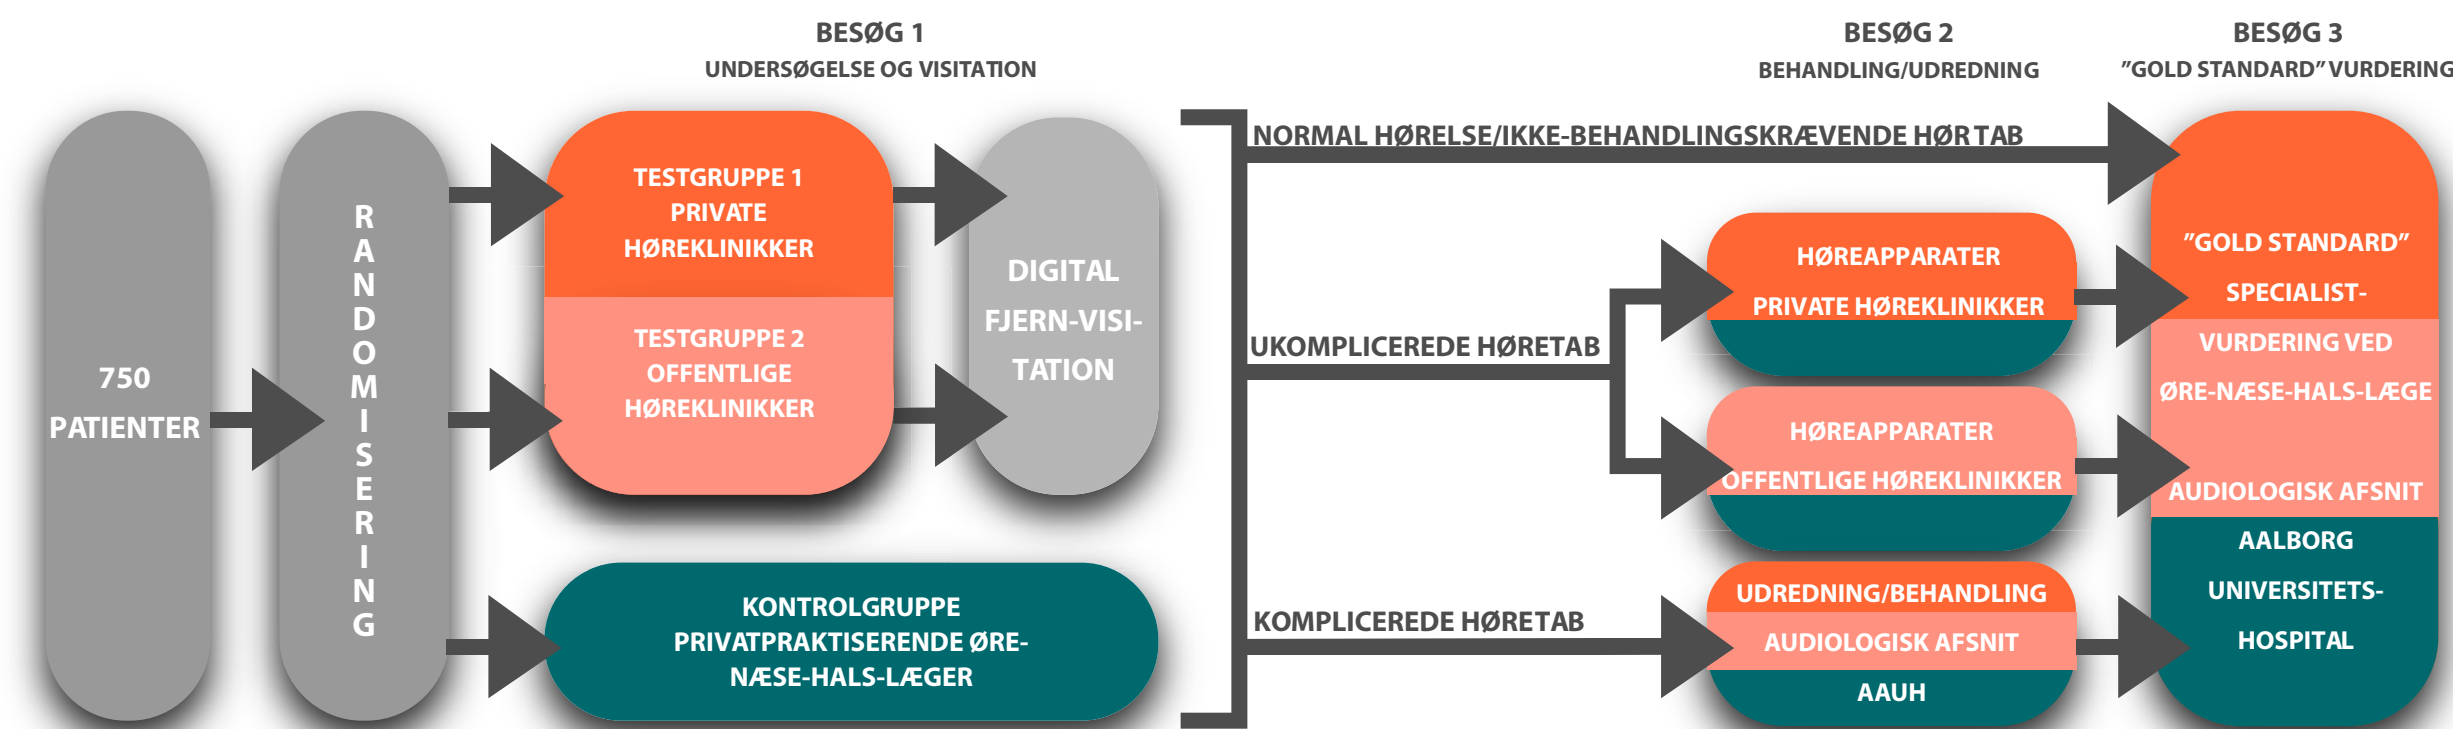 BESØG 1
UNDERSØGELSE OG VISITATION
BESØG 2
BEHANDLING/UDREDNING
BESØG 3
”GOLD STANDARD” VURDERING
750
PATIENTER
RANDOMISERING
TESTGRUPPE 1
PRIVATE
HØREKLINIKKER
TESTGRUPPE 2
OFFENTLIGE
HØREKLINIKKER
DIGITAL
FJERN-VISI-
TATION
KONTROLGRUPPE
PRIVATPRAKTISERENDE ØRE-
NÆSE-HALS-LÆGER
NORMAL HØRELSE/IKKE-BEHANDLINGSKRÆVENDE HØRTAB
UKOMPLICEREDE HØRETAB
KOMPLICEREDE HØRETAB
HØREAPPARATER
PRIVATE HØREKLINIKKER
HØREAPPARATER
OFFENTLIGE HØREKLINIKKER
UDREDNING/BEHANDLING
AUDIOLOGISK AFSNIT
AAUH
”GOLD STANDARD”
SPECIALIST-
VURDERING VED
ØRE-NÆSE-HALS-LÆGE
AUDIOLOGISK AFSNIT
AALBORG
UNIVERSITETS-
HOSPITAL